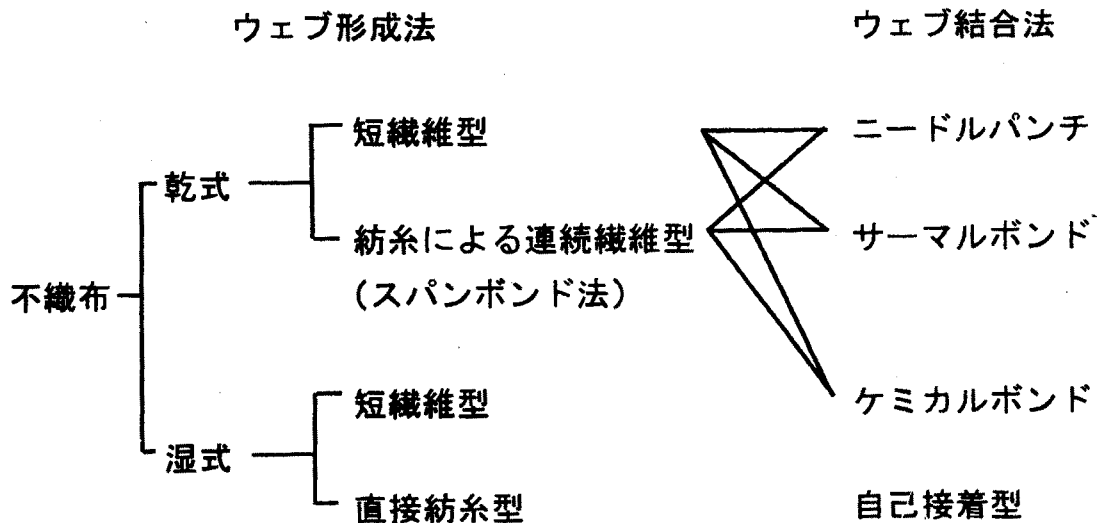 ウェブ形成法 ウェブ結合法
短繊維型 ニードルパンチ
乾式
紡糸による連続繊維型 サーマルボンド
(スパンボンド法)
不織布
短繊維型 ケミカルボンド
湿式
直接紡糸型 自己接着型